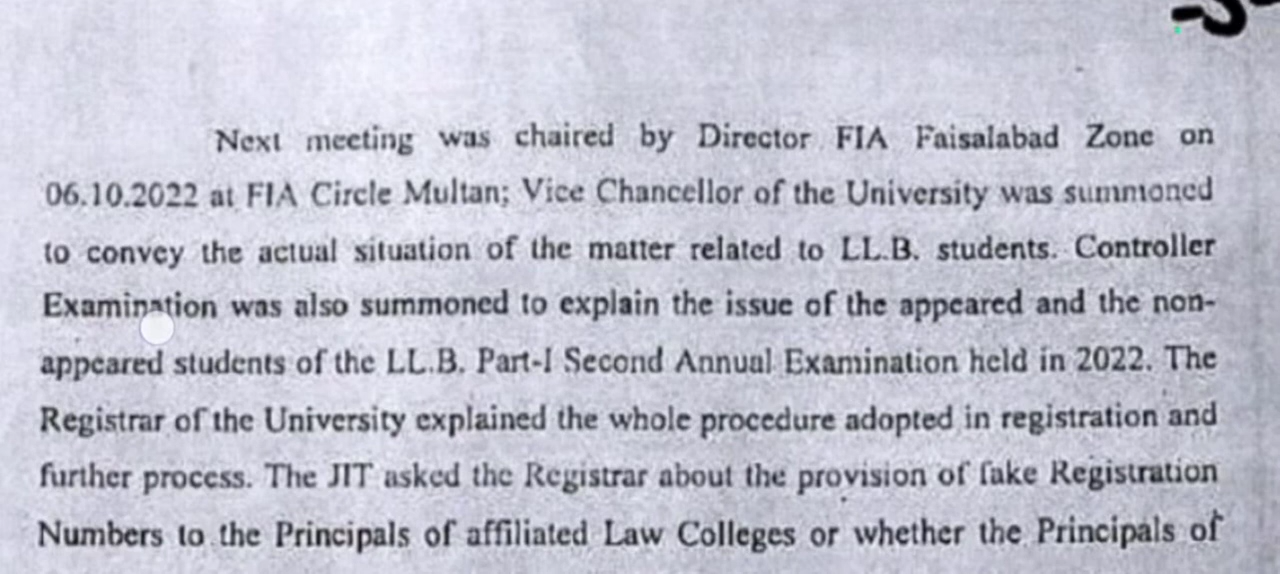 Next meeting was chaired by Director FIA Faisalabad Zone on
06.10.2022 at FIA Circle Multan; Vice Chancellor of the University was summoned
to convey the actual situation of the matter related to LL.B. students. Controller
Examination was also summoned to explain the issue of the appeared and the non-
appeared students of the LL.B. Part-I Second Annual Examination held in 2022. The
Registrar of the University explained the whole procedure adopted in registration and
further process. The JIT asked the Registrar about the provision of fake Registration
Numbers to the Principals of affiliated Law Colleges or whether the Principals of